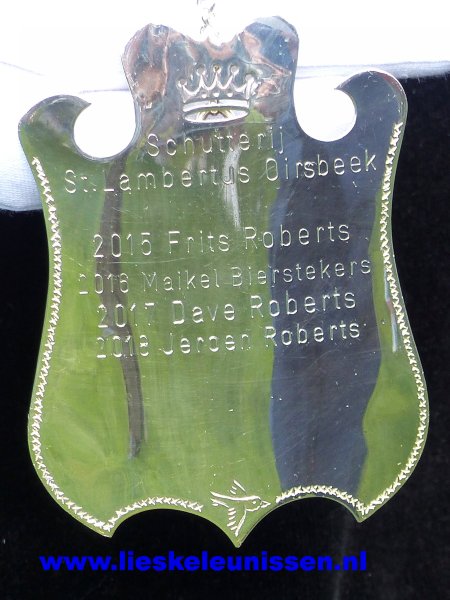 Schutterij
St. Lambertus Oirsbeek
2015 Frits Roberts
2016 Maikel Bierstekers
2017 Dave Roberts
2018 Jeroen Roberts
www.lieskeleunissen.nl